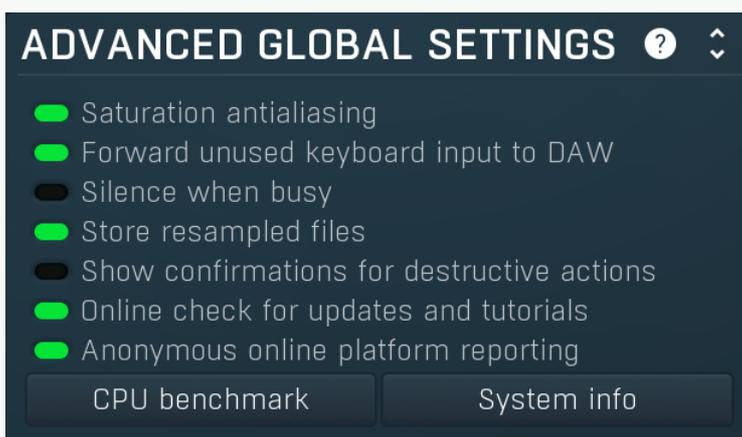 ADVANCED GLOBAL SETTINGS ?
Saturation antialiasing
Forward unused keyboard input to DAW
Silence when busy
Store resampled files
Show confirmations for destructive actions
Online check for updates and tutorials
Anonymous online platform reporting
CPU benchmark System info